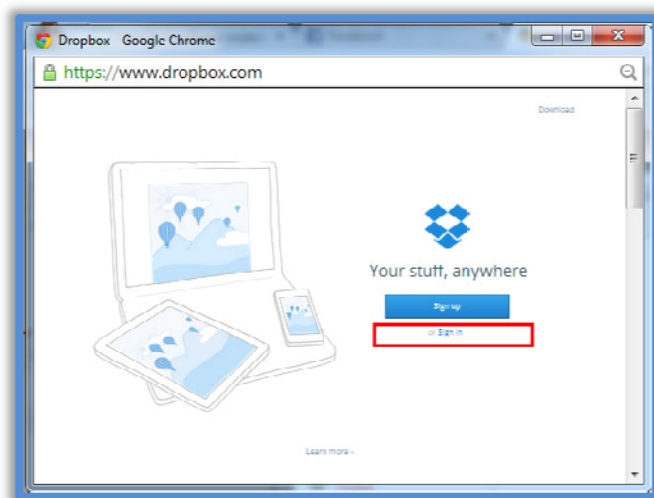 Dropbox Google Chrome
https://www.dropbox.com
Download
Your stuff, anywhere
Sign up
or Sign in
Learn more